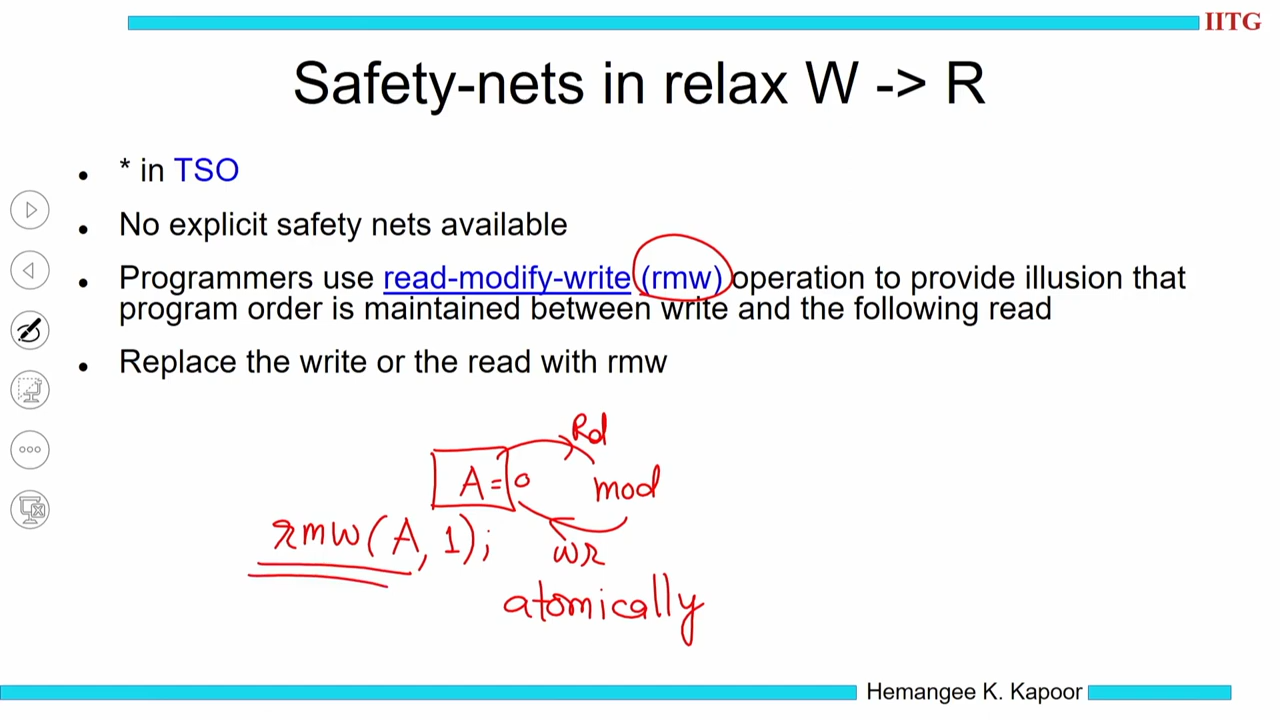 IITG
Safety-nets in relax W -> R
* in TSO
No explicit safety nets available
Programmers use read-modify-write (rmw) operation to provide illusion that
program order is maintained between write and the following read
Replace the write or the read with rmw
Rd
A=0
mod
rmw(A, 1);
wr
atomically
Hemangee K. Kapoor